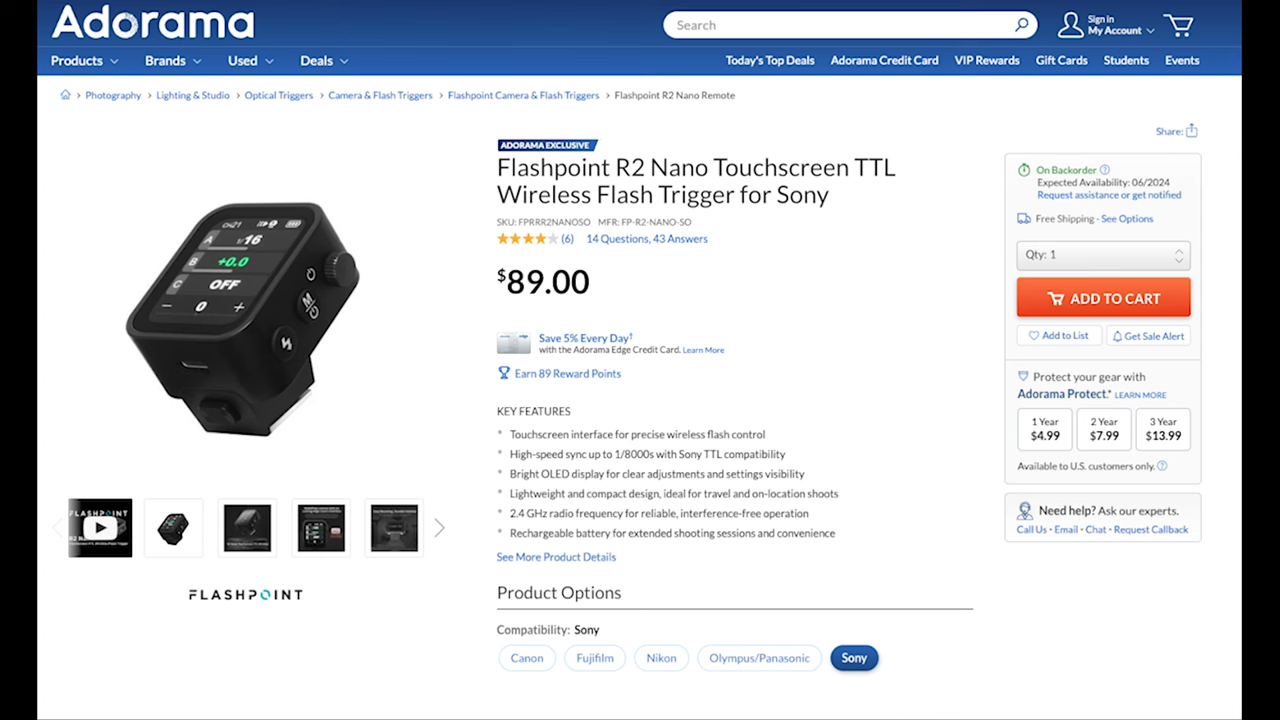 Adorama
Search
Sign in
My Account
Products
Brands
Used
Deals
Today's Top Deals
Adorama Credit Card
VIP Rewards
Gift Cards
Students
Events
Photography > Lighting & Studio > Optical Triggers > Camera & Flash Triggers > Flashpoint Camera & Flash Triggers > Flashpoint R2 Nano Remote
Share:
CH21
A 1/16
B +0.0
C OFF
− 0 +
M
FLASHPOINT
FLASHPOINT
ADORAMA EXCLUSIVE
Flashpoint R2 Nano Touchscreen TTL
Wireless Flash Trigger for Sony
SKU: FPRRR2NANOSO MFR: FP-R2-NANO-SO
(6) 14 Questions, 43 Answers
$89.00
Save 5% Every Day†
with the Adorama Edge Credit Card. Learn More
Earn 89 Reward Points
KEY FEATURES
* Touchscreen interface for precise wireless flash control
* High-speed sync up to 1/8000s with Sony TTL compatibility
* Bright OLED display for clear adjustments and settings visibility
* Lightweight and compact design, ideal for travel and on-location shoots
* 2.4 GHz radio frequency for reliable, interference-free operation
* Rechargeable battery for extended shooting sessions and convenience
See More Product Details
Product Options
Compatibility: Sony
Canon
Fujifilm
Nikon
Olympus/Panasonic
Sony
On Backorder
Expected Availability: 06/2024
Request assistance or get notified
Free Shipping - See Options
Qty: 1
ADD TO CART
Add to List
Get Sale Alert
Protect your gear with
Adorama Protect.* LEARN MORE
1 Year
$4.99
2 Year
$7.99
3 Year
$13.99
Available to U.S. customers only.
Need help? Ask our experts.
Call Us • Email • Chat • Request Callback